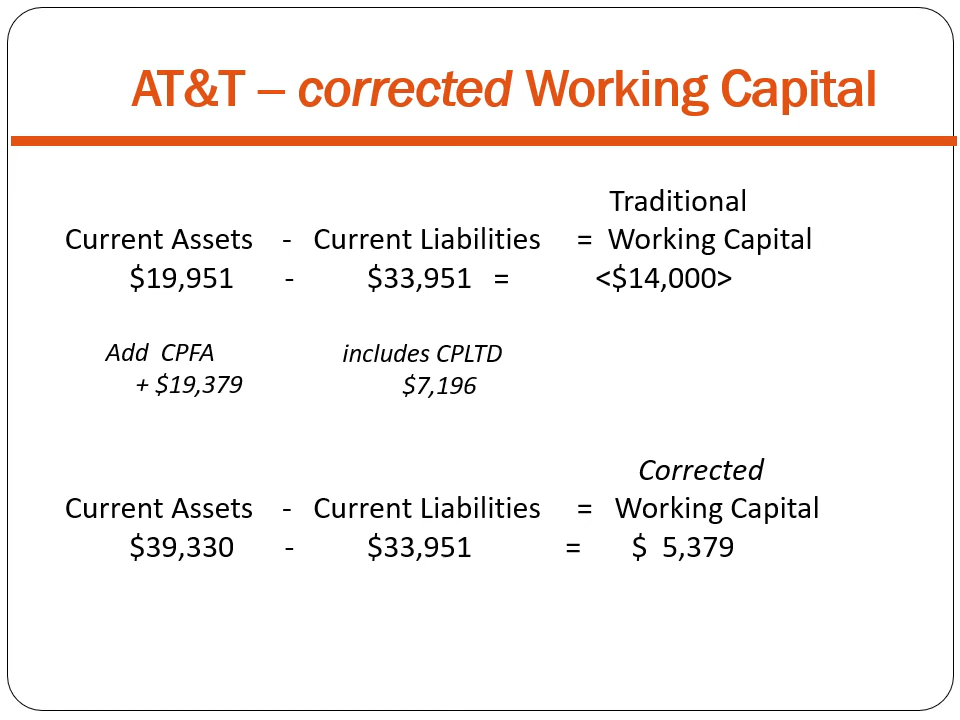 AT&T – corrected Working Capital
Traditional
Current Assets - Current Liabilities = Working Capital
$19,951 - $33,951 = <$14,000>
Add CPFA includes CPLTD
+ $19,379 $7,196
Corrected
Current Assets - Current Liabilities = Working Capital
$39,330 - $33,951 = $ 5,379